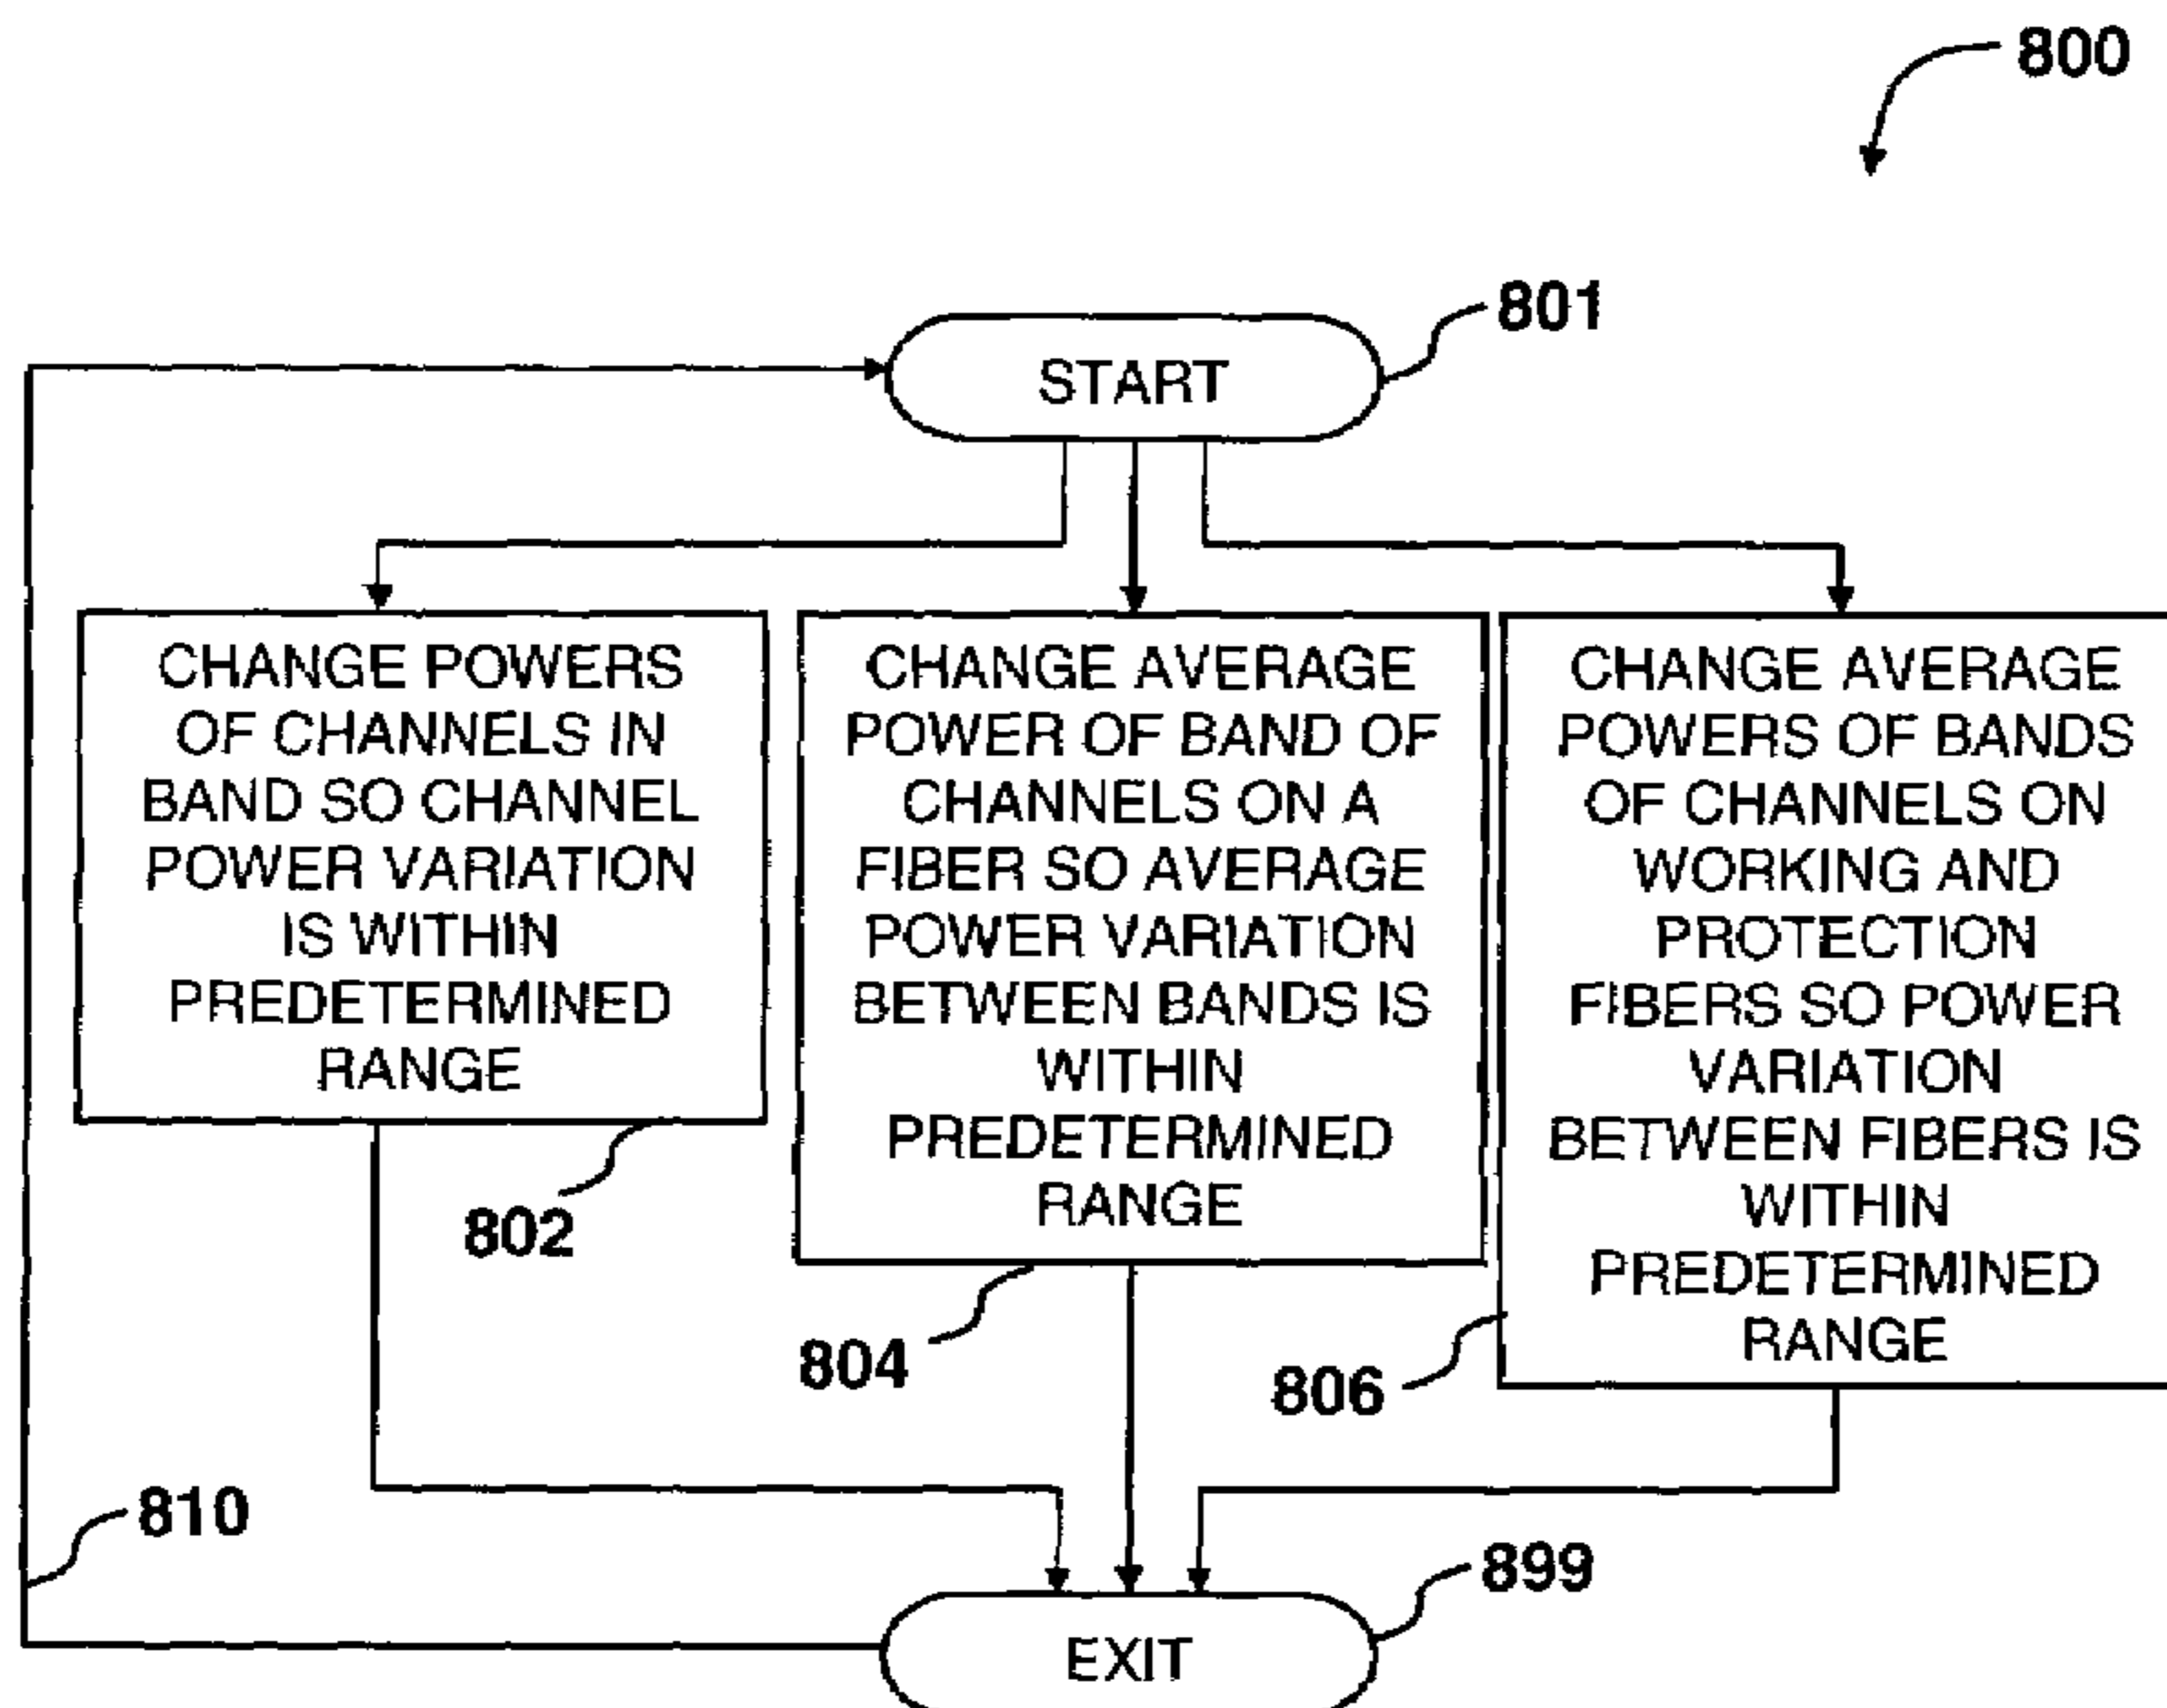 800
801
START
CHANGE POWERS
OF CHANNELS IN
BAND SO CHANNEL
POWER VARIATION
IS WITHIN
PREDETERMINED
RANGE
802
CHANGE AVERAGE
POWER OF BAND OF
CHANNELS ON A
FIBER SO AVERAGE
POWER VARIATION
BETWEEN BANDS IS
WITHIN
PREDETERMINED
RANGE
804
CHANGE AVERAGE
POWERS OF BANDS
OF CHANNELS ON
WORKING AND
PROTECTION
FIBERS SO POWER
VARIATION
BETWEEN FIBERS IS
WITHIN
PREDETERMINED
RANGE
806
810
899
EXIT